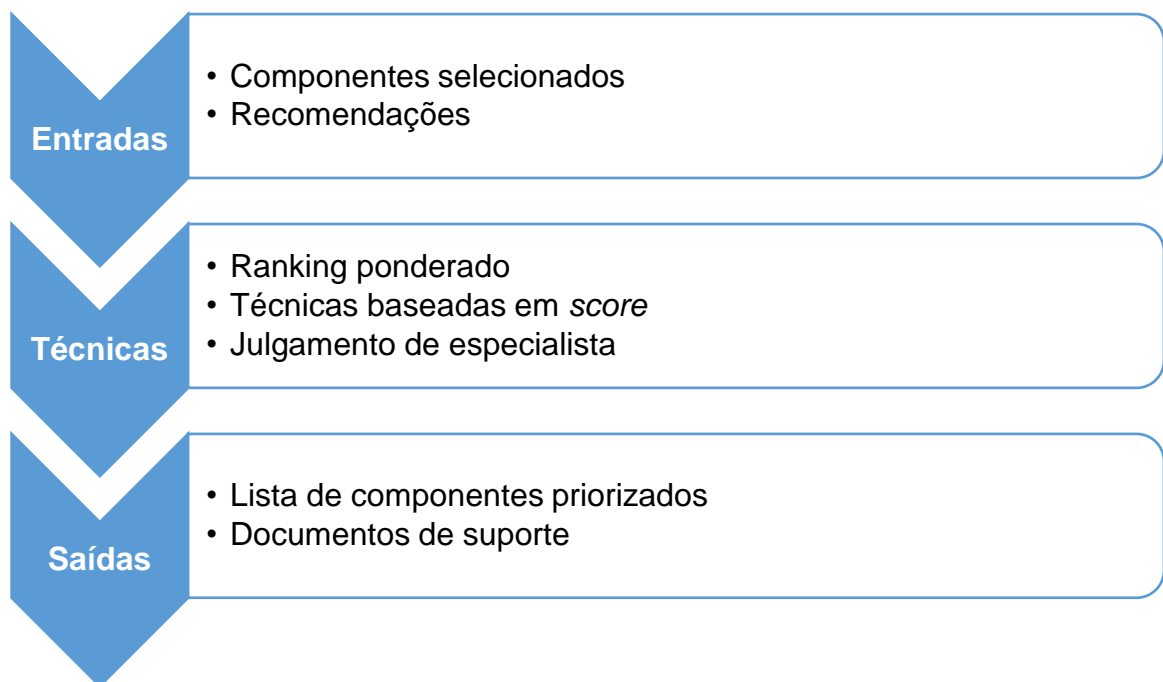 Entradas
• Componentes selecionados
• Recomendações
Técnicas
• Ranking ponderado
• Técnicas baseadas em score
• Julgamento de especialista
Saídas
• Lista de componentes priorizados
• Documentos de suporte